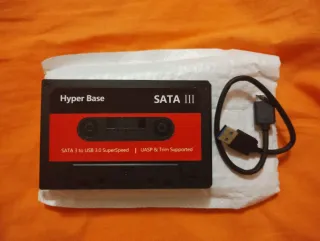 Hyper Base SATA III
SATA 3 to USB 3.0 SuperSpeed | UASP & Trim Supported